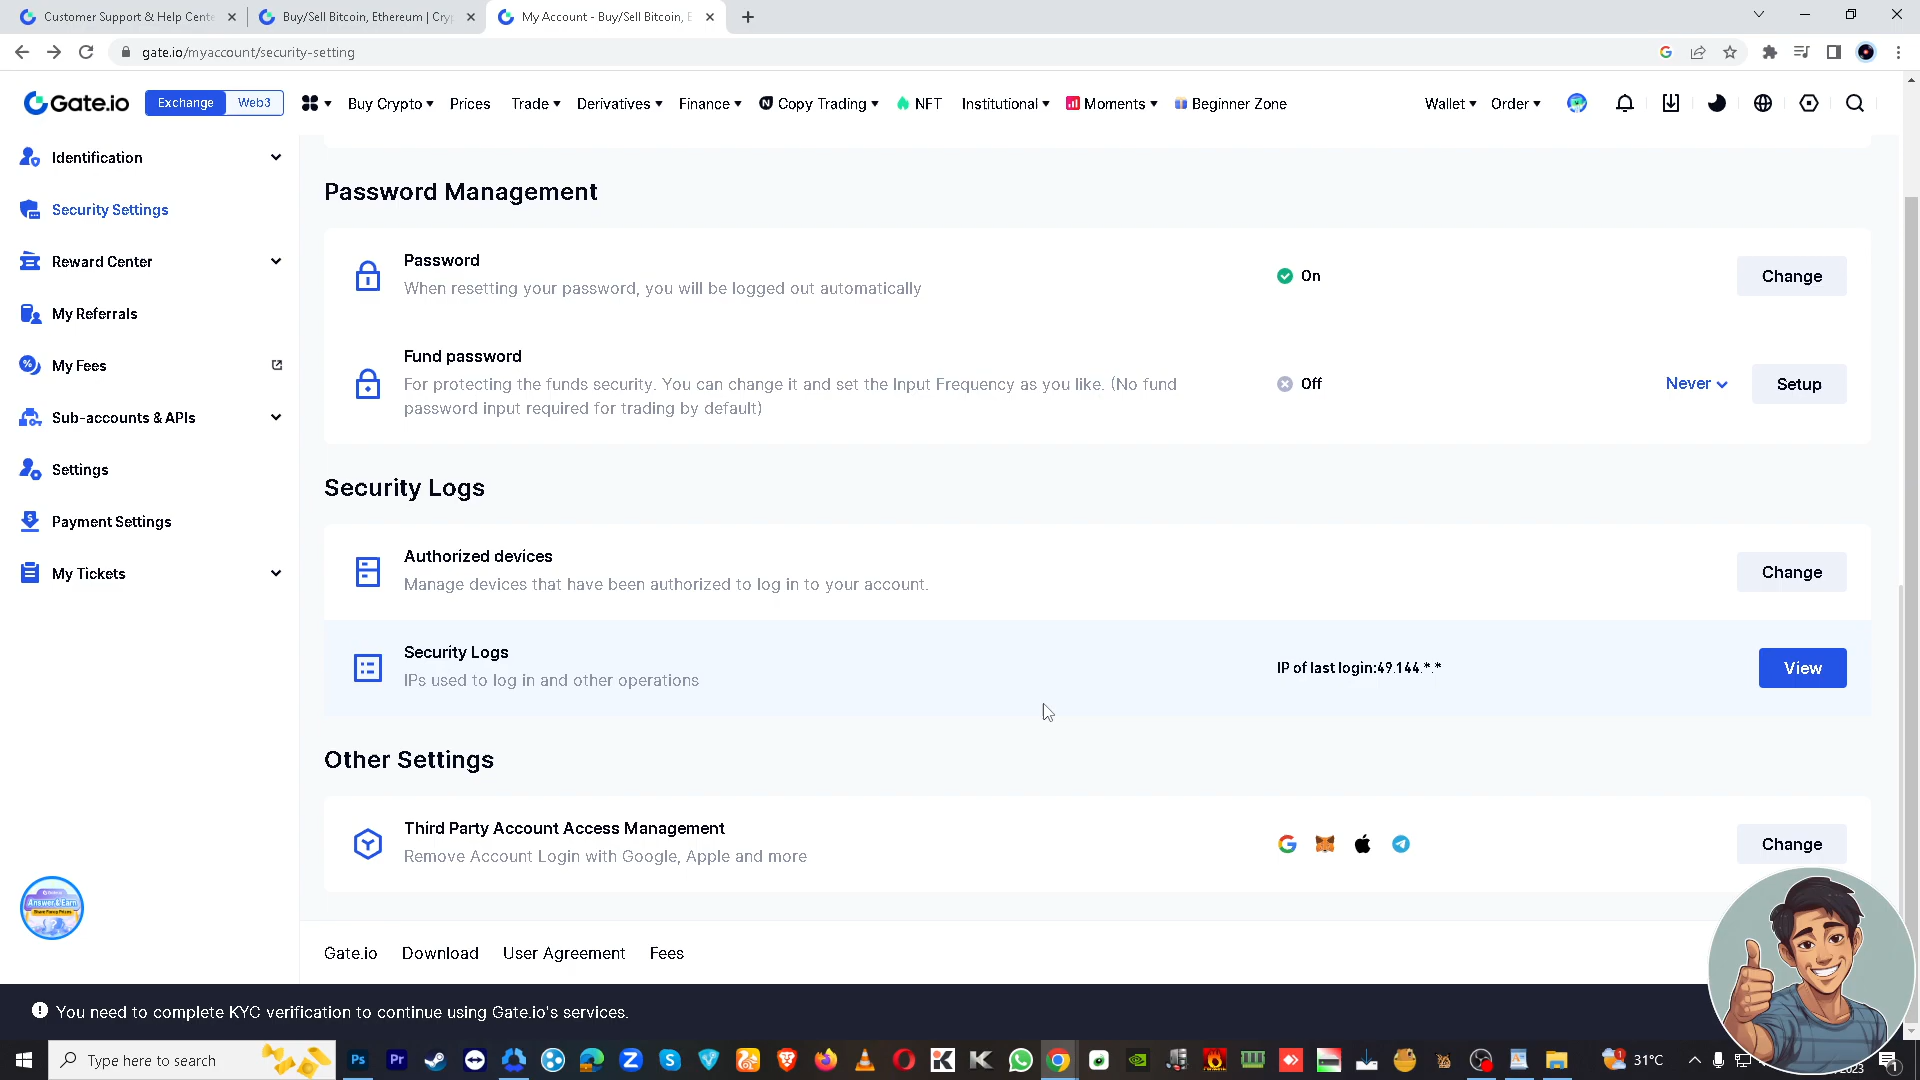 Customer Support & Help Cente
Buy/Sell Bitcoin, Ethereum | Cry
My Account - Buy/Sell Bitcoin, E
gate.io/myaccount/security-setting
Gate.io
Exchange
Web3
Buy Crypto
Prices
Trade
Derivatives
Finance
Copy Trading
NFT
Institutional
Moments
Beginner Zone
Wallet
Order
Identification
Security Settings
Reward Center
My Referrals
My Fees
Sub-accounts & APIs
Settings
Payment Settings
My Tickets
Password Management
Password
When resetting your password, you will be logged out automatically
On
Change
Fund password
For protecting the funds security. You can change it and set the Input Frequency as you like. (No fund
password input required for trading by default)
Off
Never
Setup
Security Logs
Authorized devices
Manage devices that have been authorized to log in to your account.
Change
Security Logs
IPs used to log in and other operations
IP of last login:49.144.*.*
View
Other Settings
Third Party Account Access Management
Remove Account Login with Google, Apple and more
Change
Answer & Earn
Gate.io
Download
User Agreement
Fees
You need to complete KYC verification to continue using Gate.io's services.
Type here to search
Ps
Pr
31°C
2023